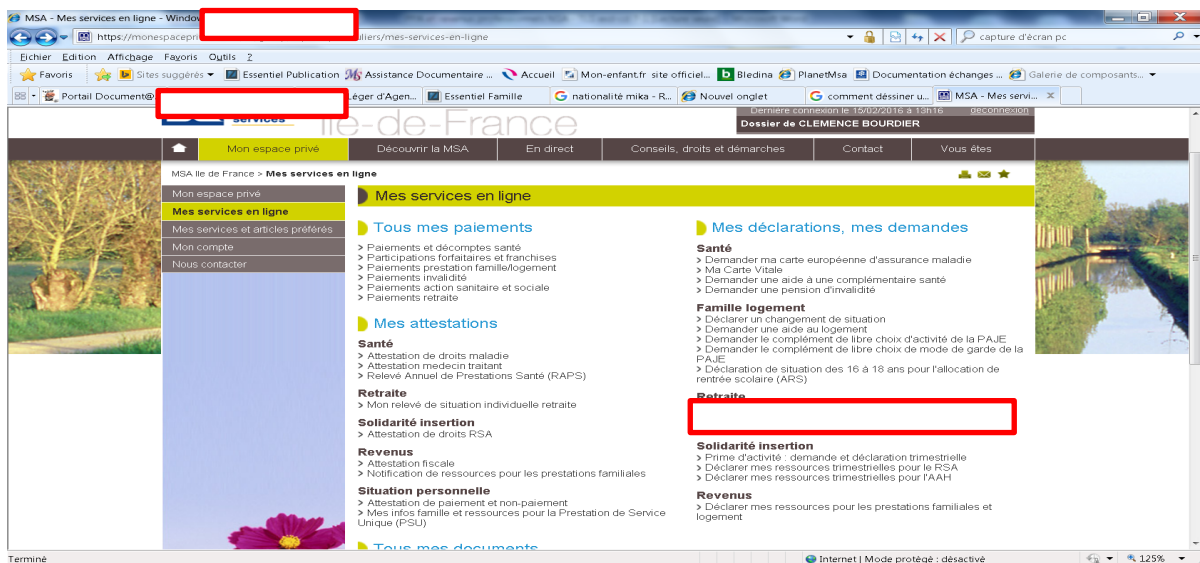 MSA - Mes services en ligne - Window
https://monespacepri
uliers/mes-services-en-ligne
capture d'écran pc
Fichier Edition Affichage Favoris Outils ?
Favoris Sites suggérés Essentiel Publication Assistance Documentaire ... Accueil Mon-enfant.fr site officiel... Bledina PlanetMsa Documentation échanges ... Galerie de composants...
Portail Document@
Léger d'Agen... Essentiel Famille nationalité mika - R... Nouvel onglet comment déssiner u... MSA - Mes servi... x
services
Ile-de-France
Dernière connexion le 15/02/2016 à 13h16 déconnexion
Dossier de CLEMENCE BOURDIER
Mon espace privé Découvrir la MSA En direct Conseils, droits et démarches Contact Vous êtes
MSA Ile de France > Mes services en ligne
Mon espace privé
Mes services en ligne
Mes services et articles préférés
Mon compte
Nous contacter
Mes services en ligne
Tous mes paiements
> Paiements et décomptes santé
> Participations forfaitaires et franchises
> Paiements prestation famille/logement
> Paiements invalidité
> Paiements action sanitaire et sociale
> Paiements retraite
Mes attestations
Santé
> Attestation de droits maladie
> Attestation medecin traitant
> Relevé Annuel de Prestations Santé (RAPS)
Retraite
> Mon relevé de situation individuelle retraite
Solidarité insertion
> Attestation de droits RSA
Revenus
> Attestation fiscale
> Notification de ressources pour les prestations familiales
Situation personnelle
> Attestation de paiement et non-paiement
> Mes infos famille et ressources pour la Prestation de Service
Unique (PSU)
Tous mes documents
Mes déclarations, mes demandes
Santé
> Demander ma carte européenne d'assurance maladie
> Ma Carte Vitale
> Demander une aide à une complémentaire santé
> Demander une pension d'invalidité
Famille logement
> Déclarer un changement de situation
> Demander une aide au logement
> Demander le complément de libre choix d'activité de la PAJE
> Demander le complément de libre choix de mode de garde de la
PAJE
> Déclaration de situation des 16 à 18 ans pour l'allocation de
rentrée scolaire (ARS)
Retraite
Solidarité insertion
> Prime d'activité : demande et déclaration trimestrielle
> Déclarer mes ressources trimestrielles pour le RSA
> Déclarer mes ressources trimestrielles pour l'AAH
Revenus
> Déclarer mes ressources pour les prestations familiales et
logement
Terminé
Internet | Mode protégé : désactivé
125%